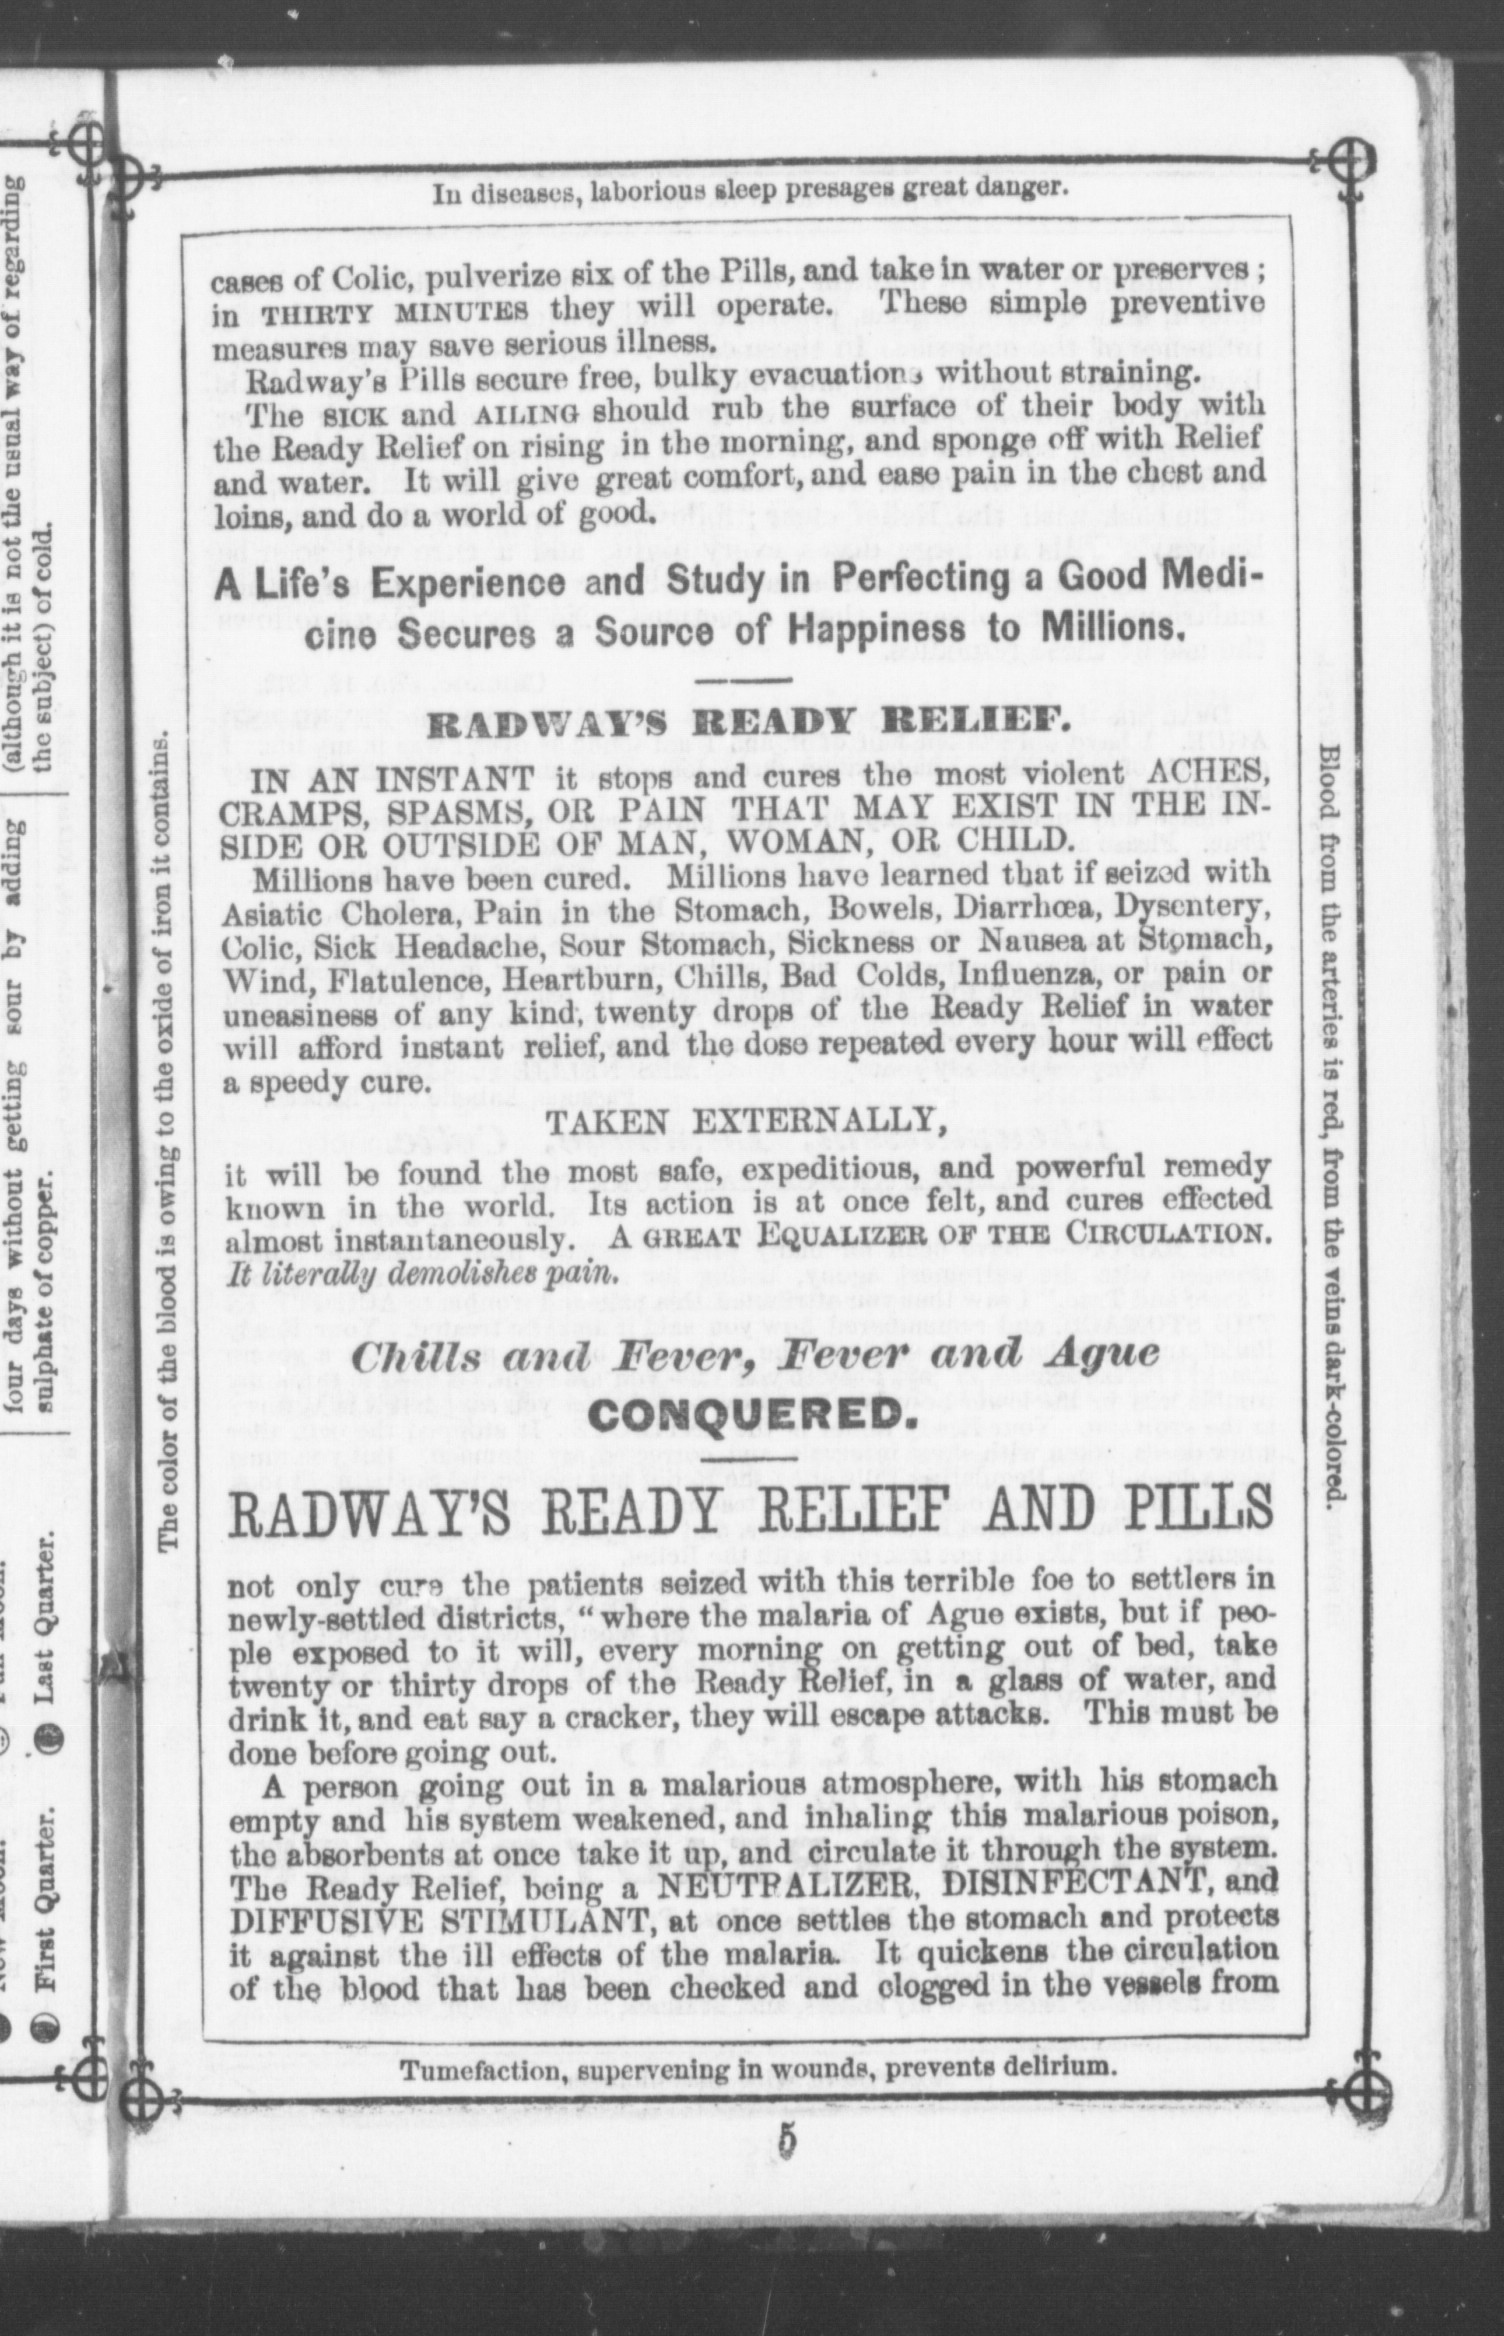 In diseases, laborious sleep presages great danger.
cases of Colic, pulverize six of the Pills, and take in water or preserves ;
in THIRTY MINUTES they will operate. These simple preventive
measures may save serious illness.
Radway's Pills secure free, bulky evacuations without straining.
The SICK and AILING should rub the surface of their body with
the Ready Relief on rising in the morning, and sponge off with Relief
and water. It will give great comfort, and ease pain in the chest and
loins, and do a world of good.
A Life's Experience and Study in Perfecting a Good Medi-
cine Secures a Source of Happiness to Millions.
RADWAY'S READY RELIEF.
IN AN INSTANT it stops and cures the most violent ACHES,
CRAMPS, SPASMS, OR PAIN THAT MAY EXIST IN THE IN-
SIDE OR OUTSIDE OF MAN, WOMAN, OR CHILD.
Millions have been cured. Millions have learned that if seized with
Asiatic Cholera, Pain in the Stomach, Bowels, Diarrhœa, Dysentery,
Colic, Sick Headache, Sour Stomach, Sickness or Nausea at Stomach,
Wind, Flatulence, Heartburn, Chills, Bad Colds, Influenza, or pain or
uneasiness of any kind, twenty drops of the Ready Relief in water
will afford instant relief, and the dose repeated every hour will effect
a speedy cure.
TAKEN EXTERNALLY,
it will be found the most safe, expeditious, and powerful remedy
known in the world. Its action is at once felt, and cures effected
almost instantaneously. A GREAT EQUALIZER OF THE CIRCULATION.
It literally demolishes pain.
Chills and Fever, Fever and Ague
CONQUERED.
RADWAY'S READY RELIEF AND PILLS
not only cure the patients seized with this terrible foe to settlers in
newly-settled districts, “where the malaria of Ague exists, but if peo-
ple exposed to it will, every morning on getting out of bed, take
twenty or thirty drops of the Ready Relief, in a glass of water, and
drink it, and eat say a cracker, they will escape attacks. This must be
done before going out.
A person going out in a malarious atmosphere, with his stomach
empty and his system weakened, and inhaling this malarious poison,
the absorbents at once take it up, and circulate it through the system.
The Ready Relief, being a NEUTRALIZER, DISINFECTANT, and
DIFFUSIVE STIMULANT, at once settles the stomach and protects
it against the ill effects of the malaria. It quickens the circulation
of the blood that has been checked and clogged in the vessels from
Tumefaction, supervening in wounds, prevents delirium.
5
The color of the blood is owing to the oxide of iron it contains.
Blood from the arteries is red, from the veins dark-colored.
(although it is not the usual way of regarding
the subject) of cold.
four days without getting sour by adding
sulphate of copper.
Last Quarter.
First Quarter.